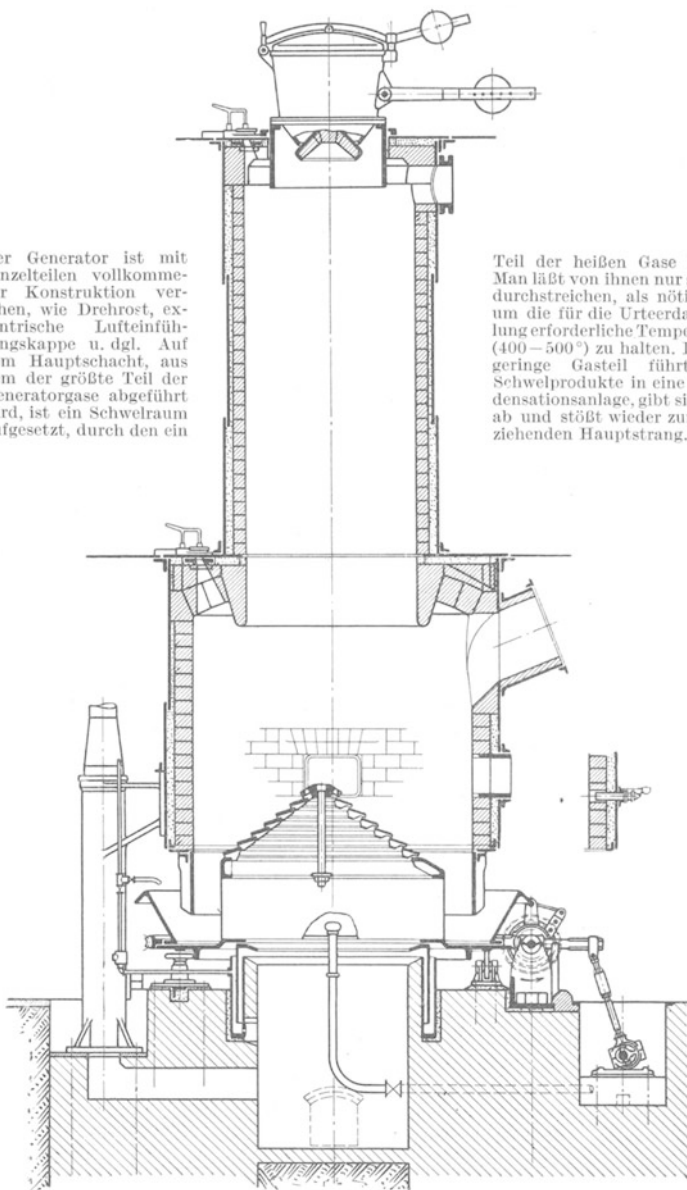 er Generator ist mit
nzelteilen vollkomme-
r Konstruktion ver-
hen, wie Drehrost, ex-
ntrische Lufteinfüh-
ngskappe u. dgl. Auf
m Hauptschacht, aus
m der größte Teil der
eneratorgase abgeführt
rd, ist ein Schwelraum
ufgesetzt, durch den ein
Teil der heißen Gase
Man läßt von ihnen nur
durchstreichen, als nöti
um die für die Urteerda
lung erforderliche Tempe
(400—500°) zu halten.
geringe Gasteil führt
Schwelprodukte in eine
densationsanlage, gibt si
ab und stößt wieder zu
ziehenden Hauptstrang.